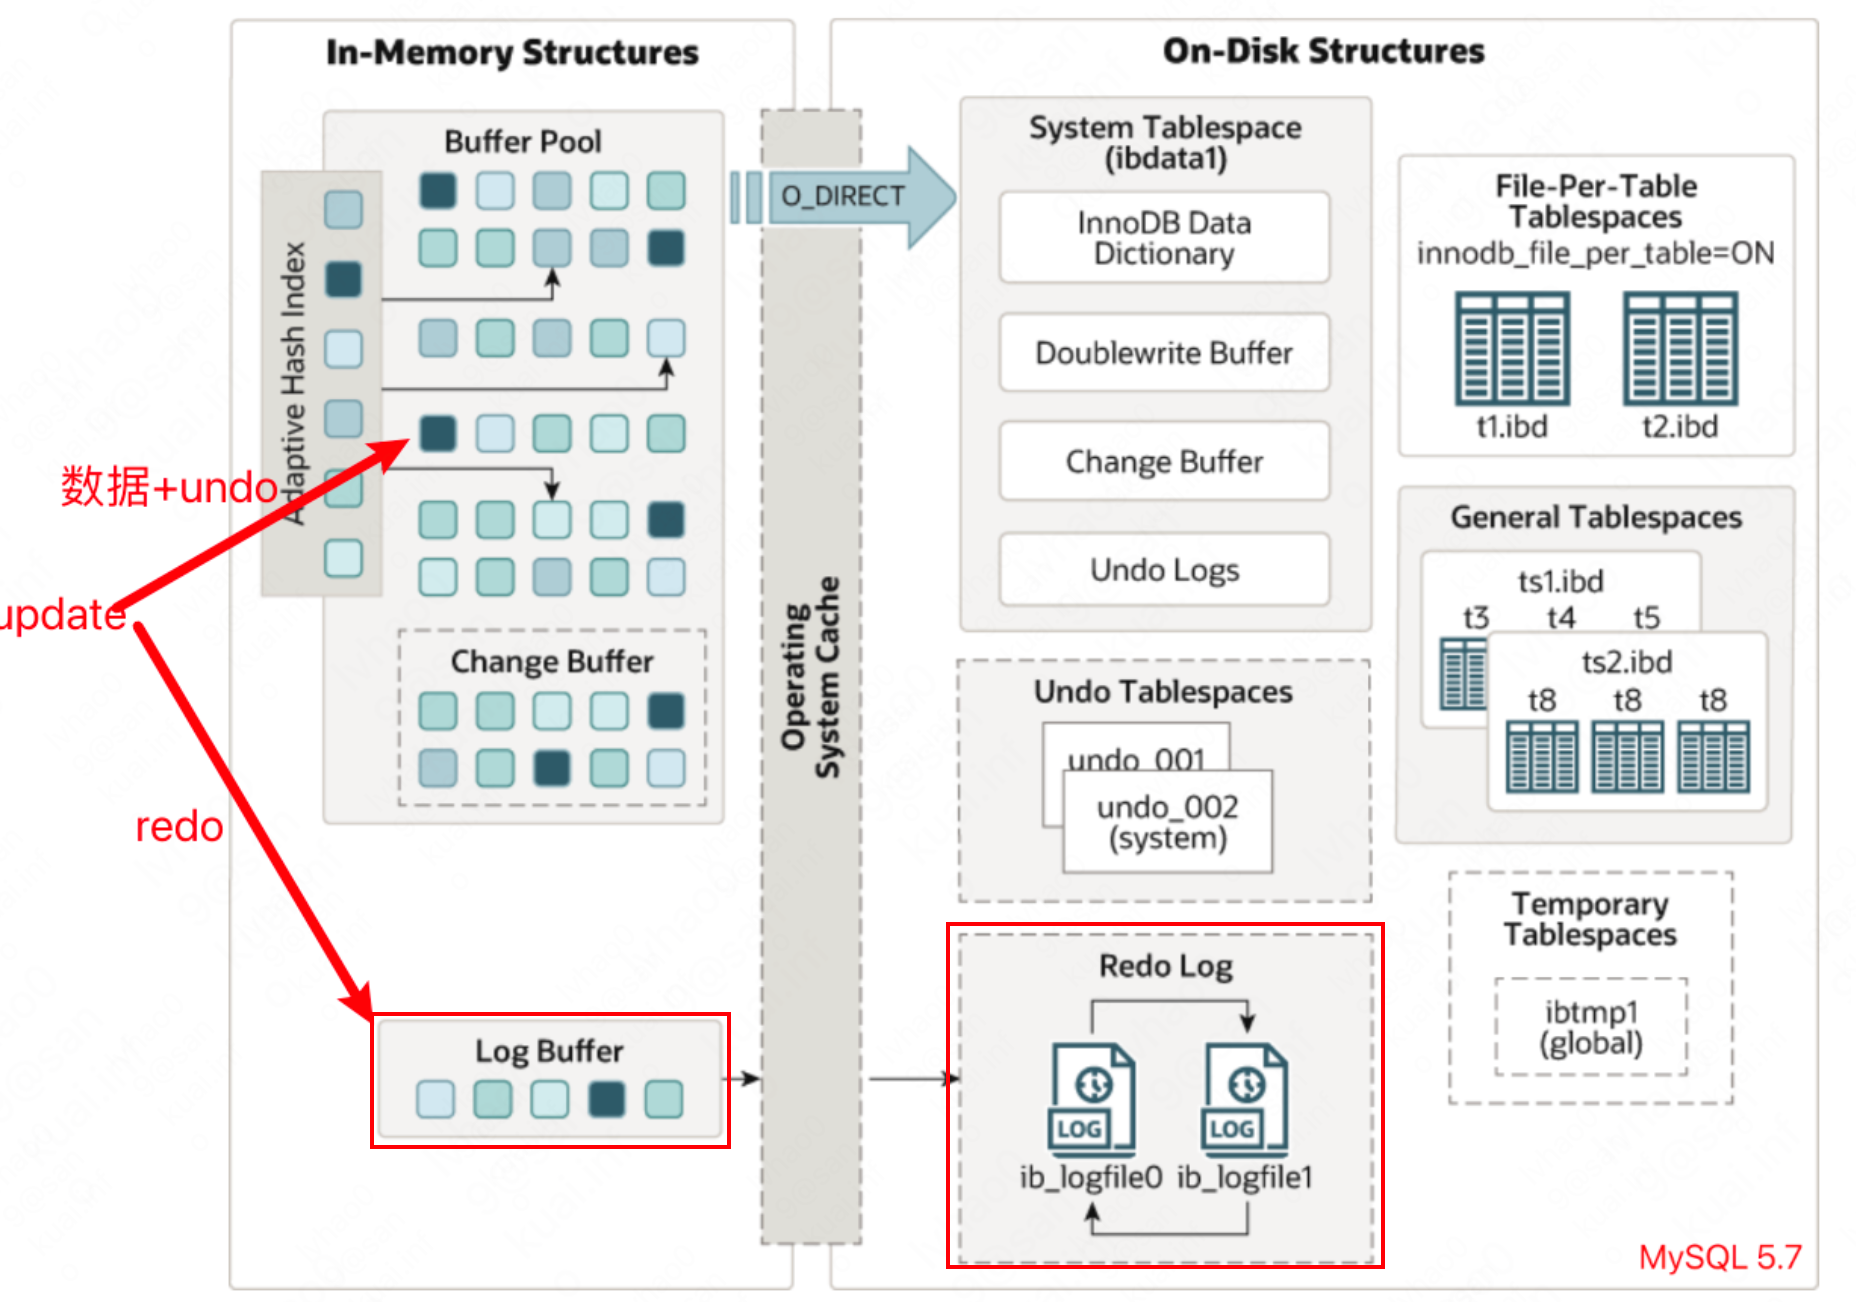 In-Memory Structures
Buffer Pool
Adaptive Hash Index
数据+undo
update
redo
Change Buffer
Log Buffer
Operating
System Cache
O_DIRECT
On-Disk Structures
System Tablespace
(ibdata1)
InnoDB Data
Dictionary
Doublewrite Buffer
Change Buffer
Undo Logs
Undo Tablespaces
undo_001
undo_002
(system)
Redo Log
LOG
LOG
ib_logfile0
ib_logfile1
File-Per-Table
Tablespaces
innodb_file_per_table=ON
t1.ibd
t2.ibd
General Tablespaces
ts1.ibd
t3 t4 t5
ts2.ibd
t8 t8 t8
Temporary
Tablespaces
ibtmp1
(global)
MySQL 5.7